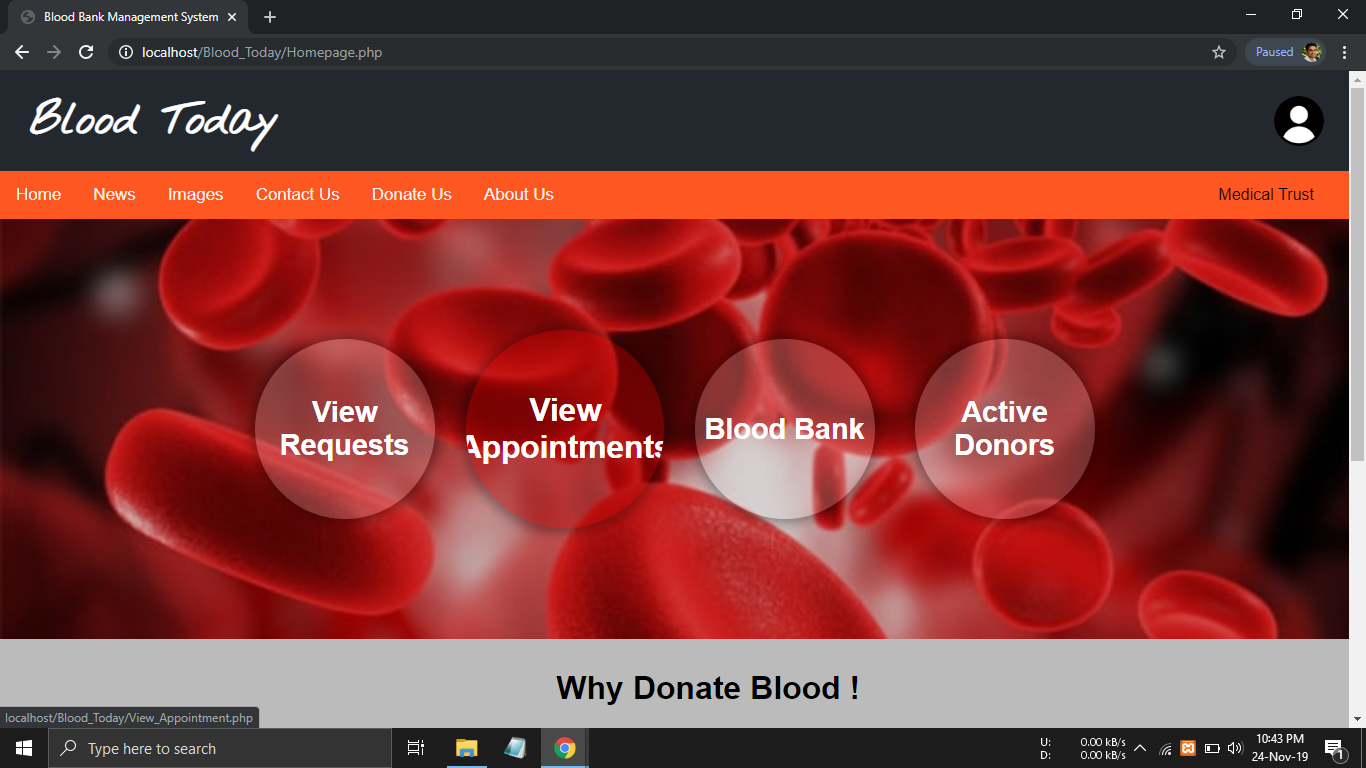 Blood Bank Management System
localhost/Blood_Today/Homepage.php
Paused
Blood Today
Home News Images Contact Us Donate Us About Us Medical Trust
View
Requests
View
Appointments
Blood Bank
Active
Donors
Why Donate Blood !
localhost/Blood_Today/View_Appointment.php
Type here to search
U: 0.00 kB/s
D: 0.00 kB/s
10:43 PM
24-Nov-19
1